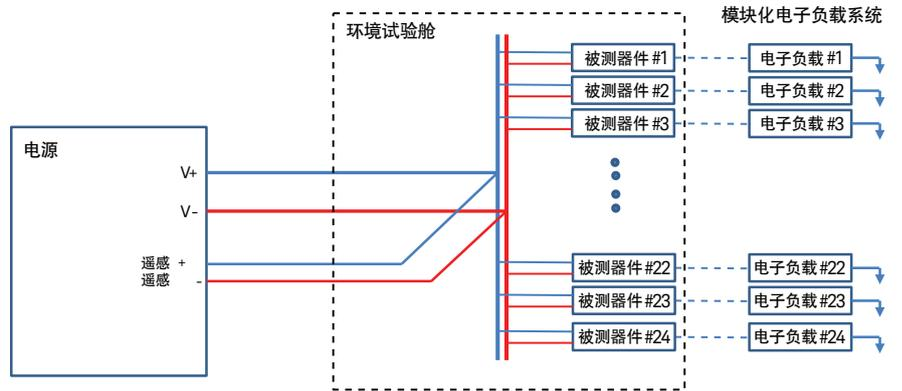 模块化电子负载系统
环境试验舱
被测器件 #1
电子负载 #1
被测器件 #2
电子负载 #2
被测器件 #3
电子负载 #3
电源
V+
V-
遥感 +
遥感 -
被测器件 #22
电子负载 #22
被测器件 #23
电子负载 #23
被测器件 #24
电子负载 #24